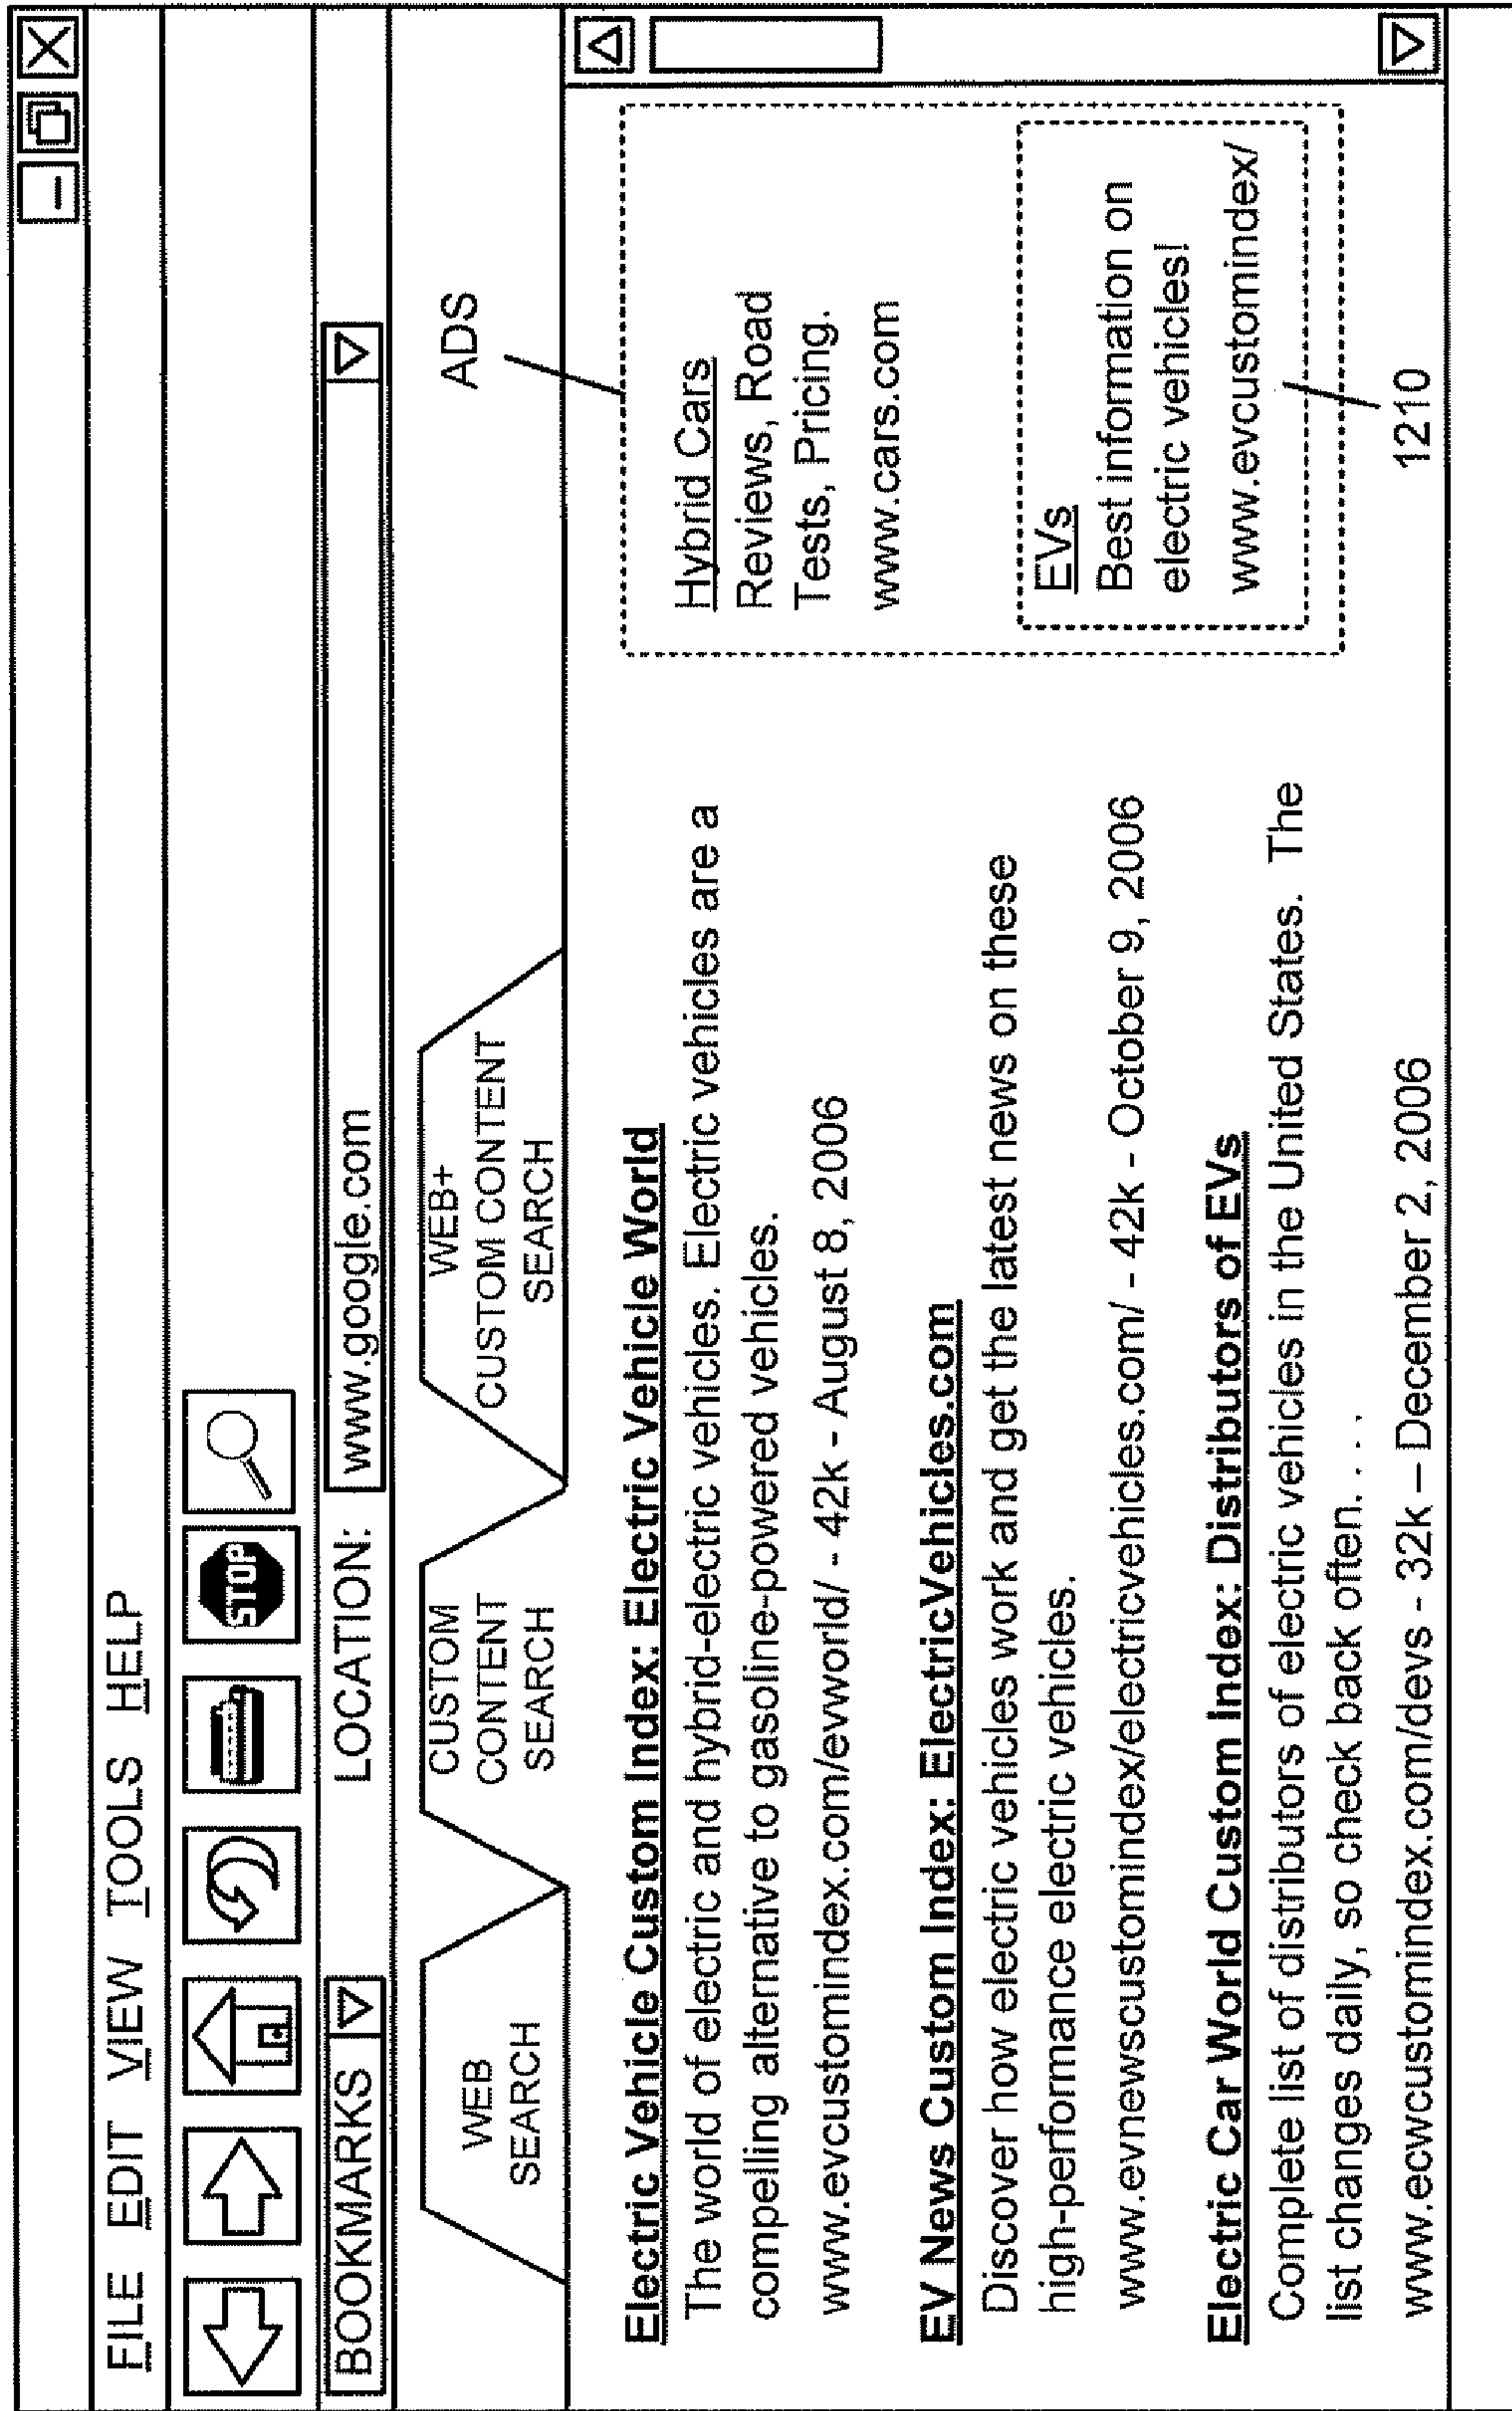 FILE EDIT VIEW TOOLS HELP
STOP
BOOKMARKS LOCATION: www.google.com
WEB
SEARCH
CUSTOM
CONTENT
SEARCH
WEB+
CUSTOM CONTENT
SEARCH
ADS
Electric Vehicle Custom Index: Electric Vehicle World
The world of electric and hybrid-electric vehicles. Electric vehicles are a
compelling alternative to gasoline-powered vehicles.
www.evcustomindex.com/evworld/ - 42k - August 8, 2006
EV News Custom Index: ElectricVehicles.com
Discover how electric vehicles work and get the latest news on these
high-performance electric vehicles.
www.evnewscustomindex/electricvehicles.com/ - 42k - October 9, 2006
Electric Car World Custom Index: Distributors of EVs
Complete list of distributors of electric vehicles in the United States. The
list changes daily, so check back often. . . .
www.ecwcustomindex.com/devs - 32k – December 2, 2006
Hybrid Cars
Reviews, Road
Tests, Pricing.
www.cars.com
EVs
Best information on
electric vehicles!
www.evcustomindex/
1210